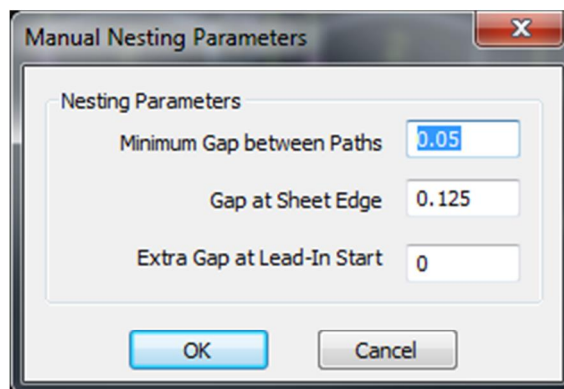 Manual Nesting Parameters
Nesting Parameters
Minimum Gap between Paths 0.05
Gap at Sheet Edge 0.125
Extra Gap at Lead-In Start 0
OK Cancel